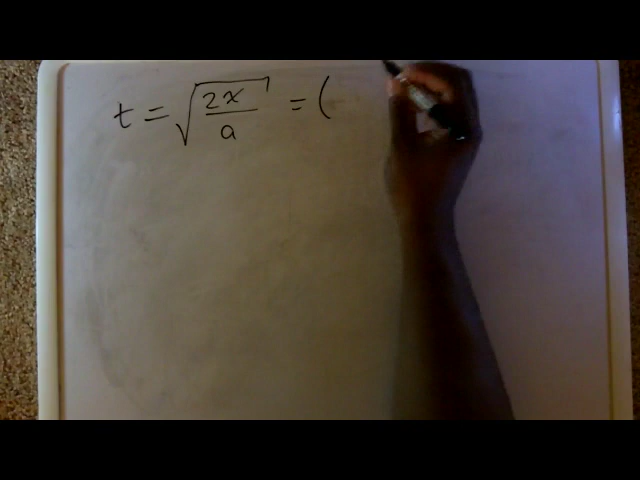 t = √(2x/a) = (